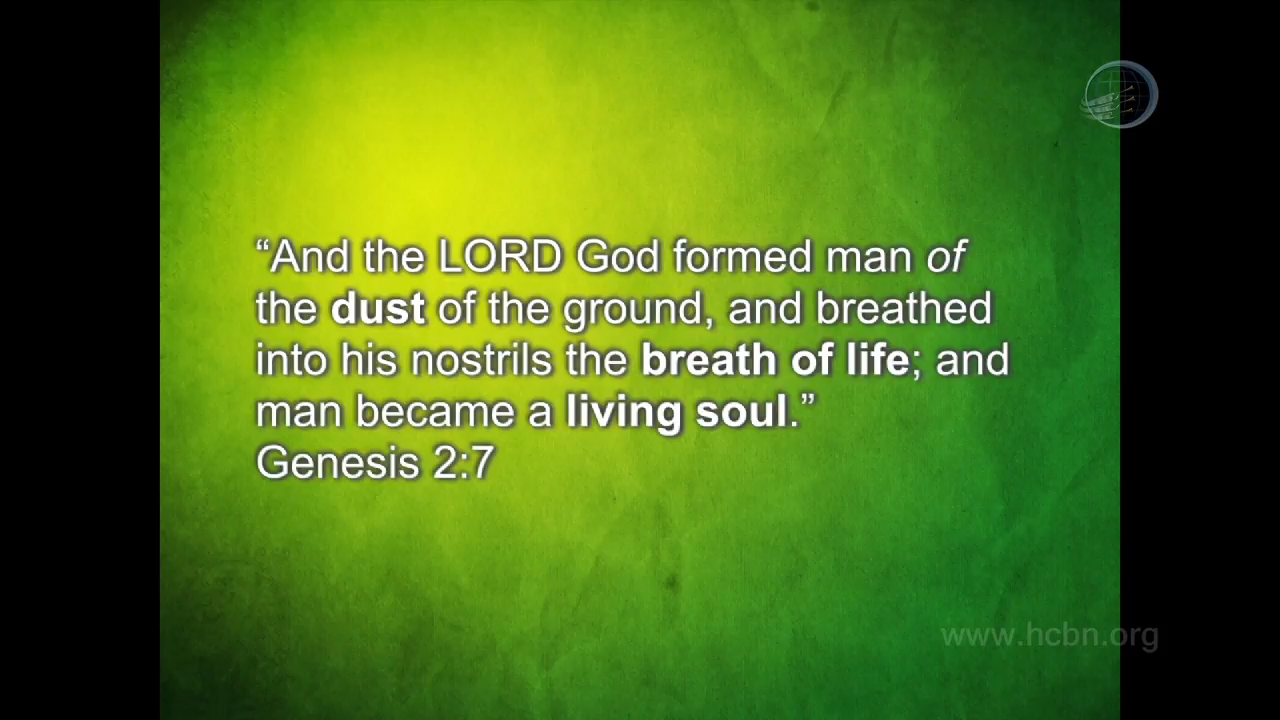 “And the LORD God formed man of
the dust of the ground, and breathed
into his nostrils the breath of life; and
man became a living soul.”
Genesis 2:7
www.hcbn.org